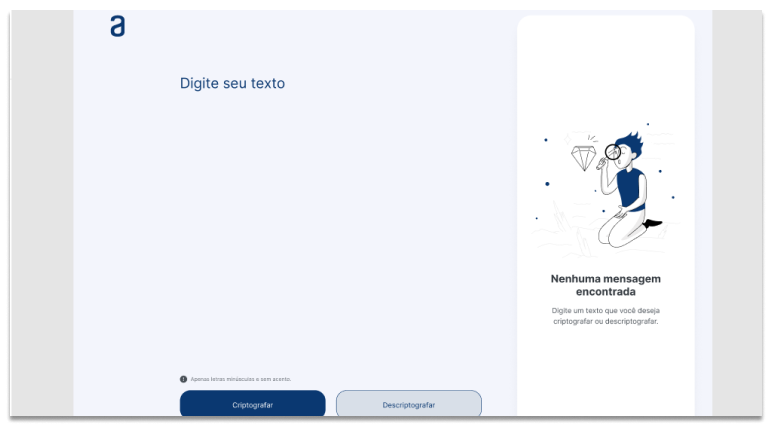 a
Digite seu texto
Nenhuma mensagem
encontrada
Digite um texto que você deseja
criptografar ou descriptografar.
Apenas letras minúsculas e sem acento.
Criptografar
Descriptografar